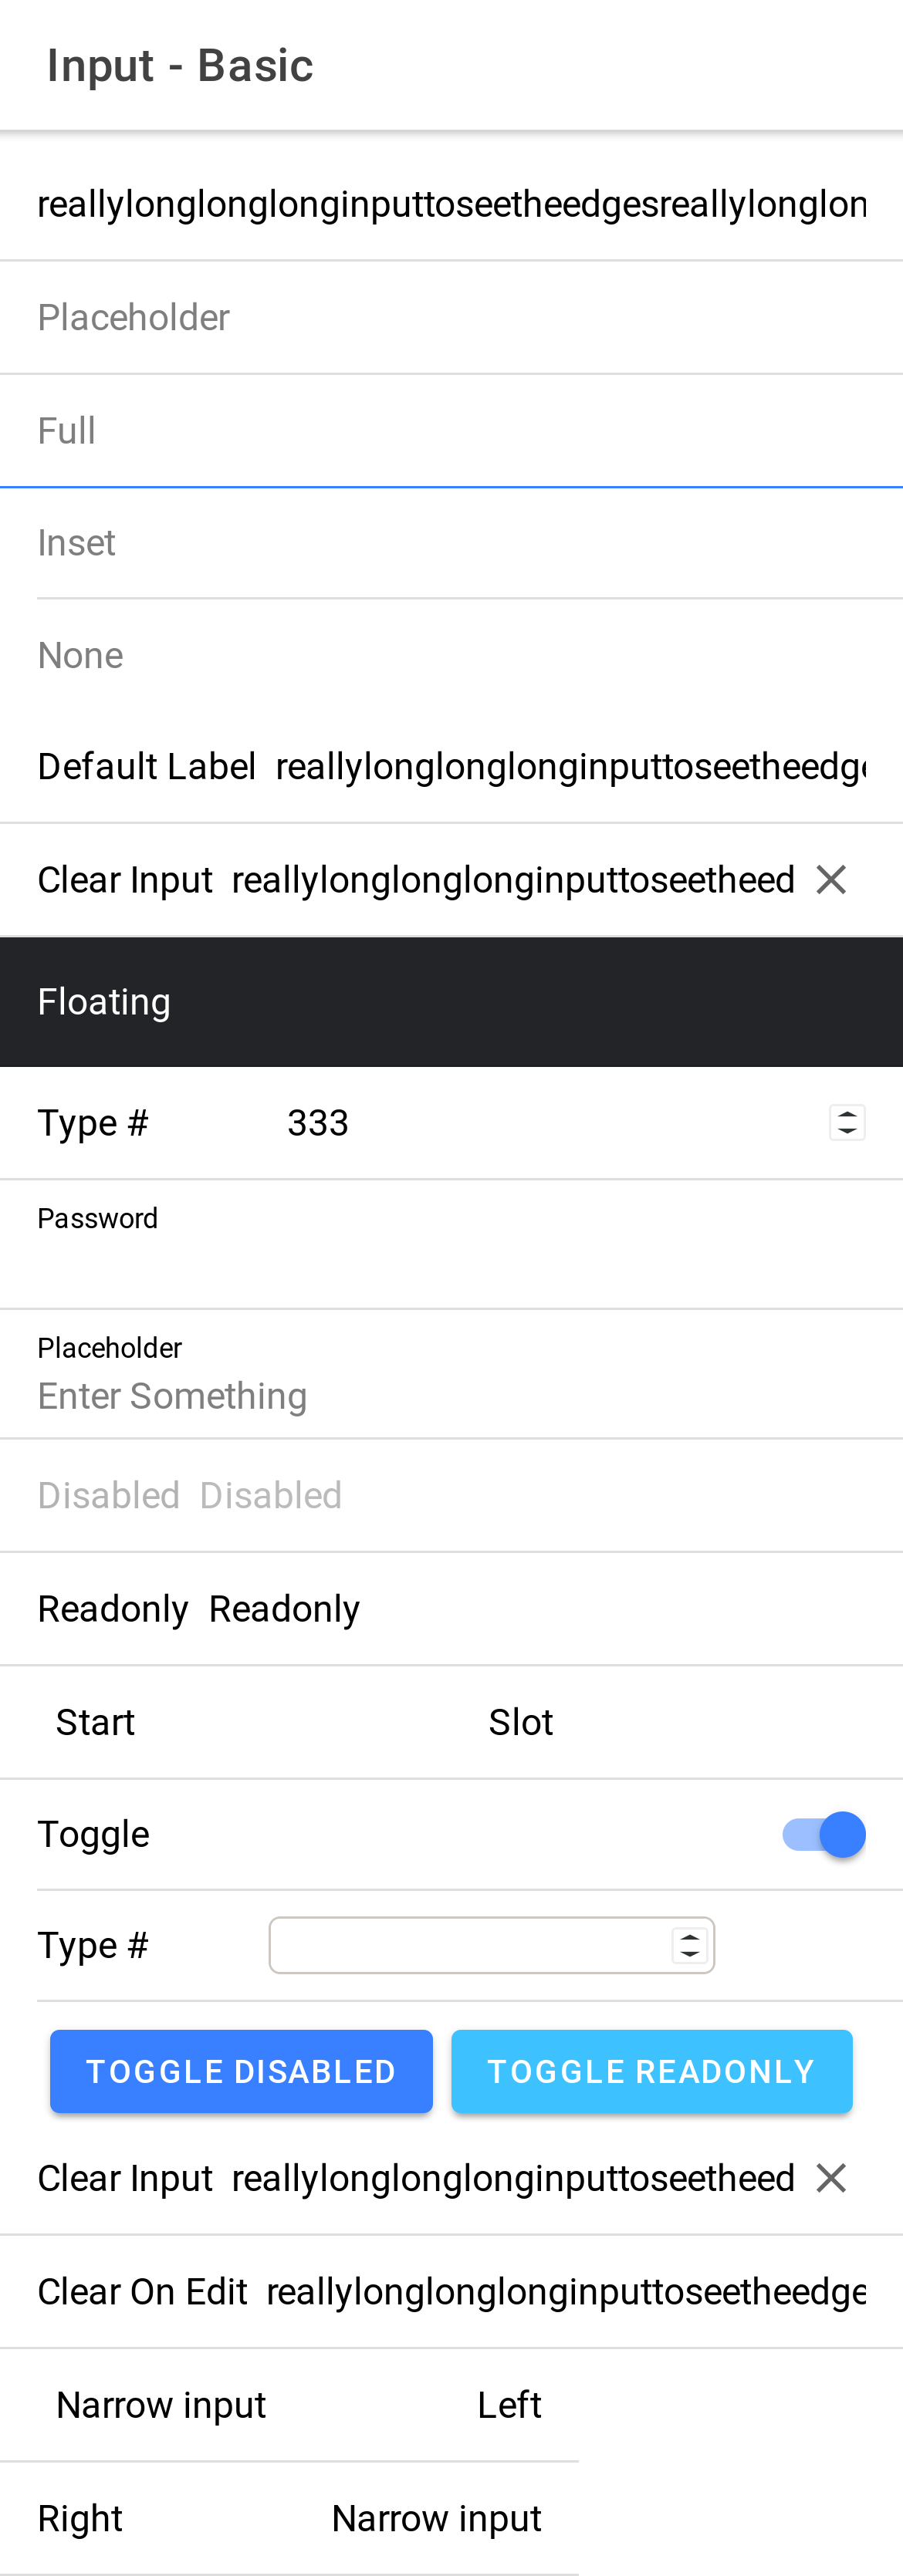 Input - Basic
reallylonglonglonginputtoseetheedgesreallylonglon
Placeholder
Full
Inset
None
Default Label reallylonglonglonginputtoseetheedg
Clear Input reallylonglonglonginputtoseetheed
Floating
Type # 333
Password
Placeholder
Enter Something
Disabled Disabled
Readonly Readonly
Start Slot
Toggle
Type #
TOGGLE DISABLED TOGGLE READONLY
Clear Input reallylonglonglonginputtoseetheed
Clear On Edit reallylonglonglonginputtoseetheedge
Narrow input Left
Right Narrow input